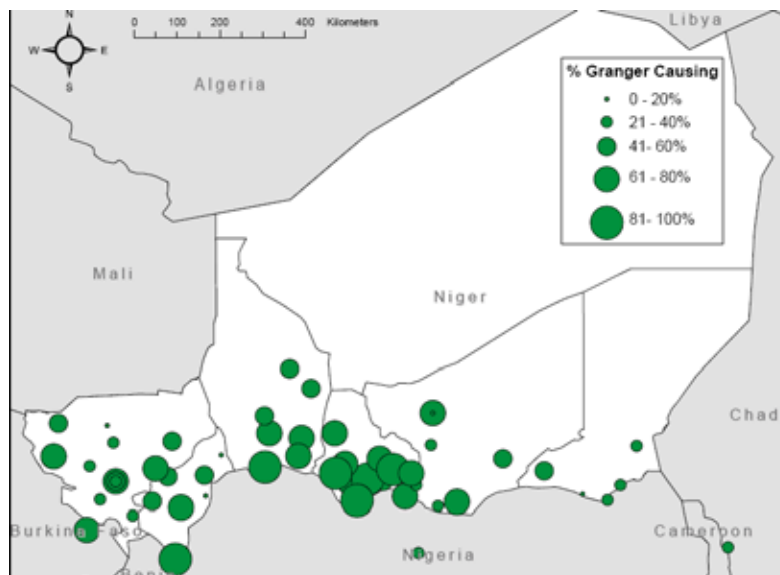 N
W E
S
0 100 200 400 Kilometers
Libya
Algeria
% Granger Causing
0 - 20%
21 - 40%
41- 60%
61 - 80%
81- 100%
Mali
Niger
Chad
Burkina Faso
Cameroon
Nigeria
Benin